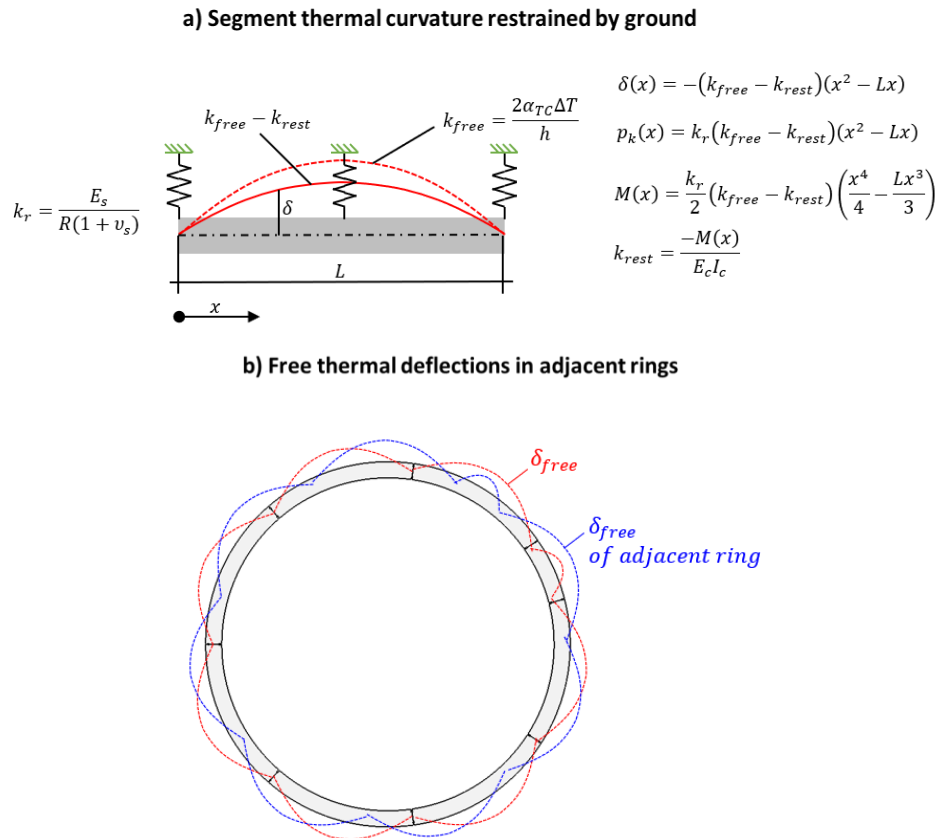 a) Segment thermal curvature restrained by ground
δ(x) = −(k_free − k_rest)(x² − Lx)
k_free − k_rest
k_free = 2α_TC ΔT / h
p_k(x) = k_r(k_free − k_rest)(x² − Lx)
k_r = E_s / R(1 + υ_s)
δ
M(x) = k_r/2 (k_free − k_rest)(x⁴/4 − Lx³/3)
k_rest = −M(x) / E_c I_c
L
x
b) Free thermal deflections in adjacent rings
δ_free
δ_free
of adjacent ring